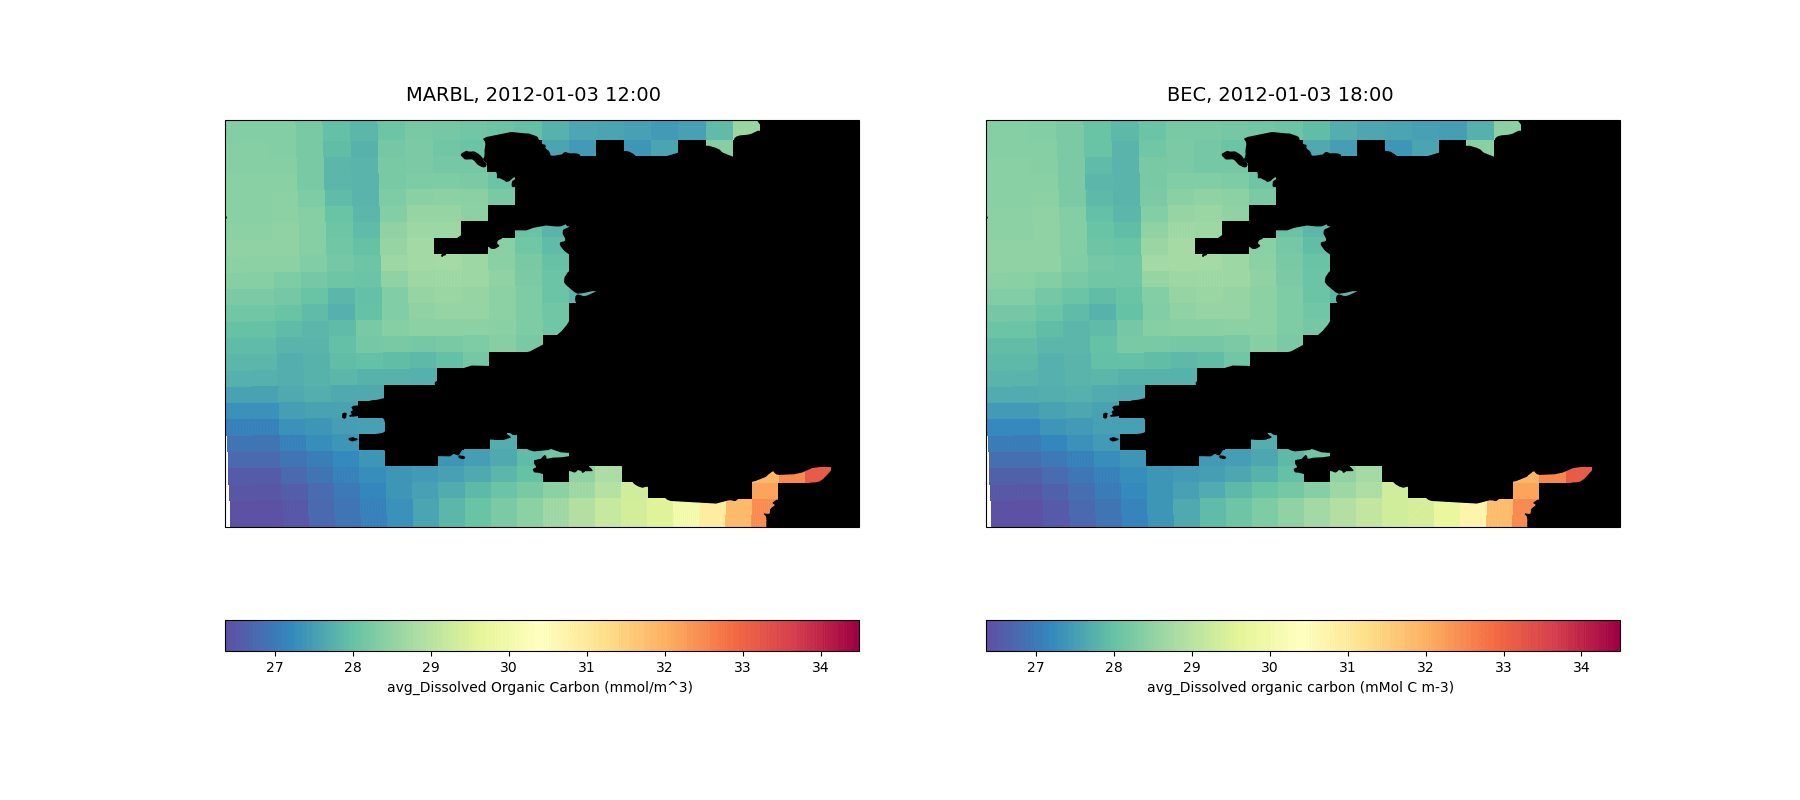 MARBL, 2012-01-03 12:00
BEC, 2012-01-03 18:00
27 28 29 30 31 32 33 34
avg_Dissolved Organic Carbon (mmol/m^3)
27 28 29 30 31 32 33 34
avg_Dissolved organic carbon (mMol C m-3)